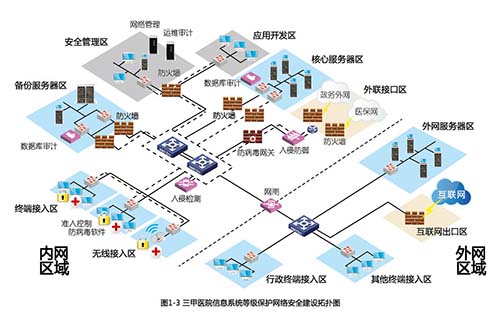 网络管理
运维审计
安全管理区
防火墙
应用开发区
核心服务器区
数据库审计
外联接口区
政务外网
医保网
防火墙
备份服务器区
防火墙
数据库审计
防火墙
防病毒网关
入侵防御
外网服务器区
入侵检测
网闸
终端接入区
准入控制
防病毒软件
无线接入区
互联网
互联网出口区
内网
区域
外网
区域
行政终端接入区
其他终端接入区
图1-3 三甲医院信息系统等级保护网络安全建设拓扑图